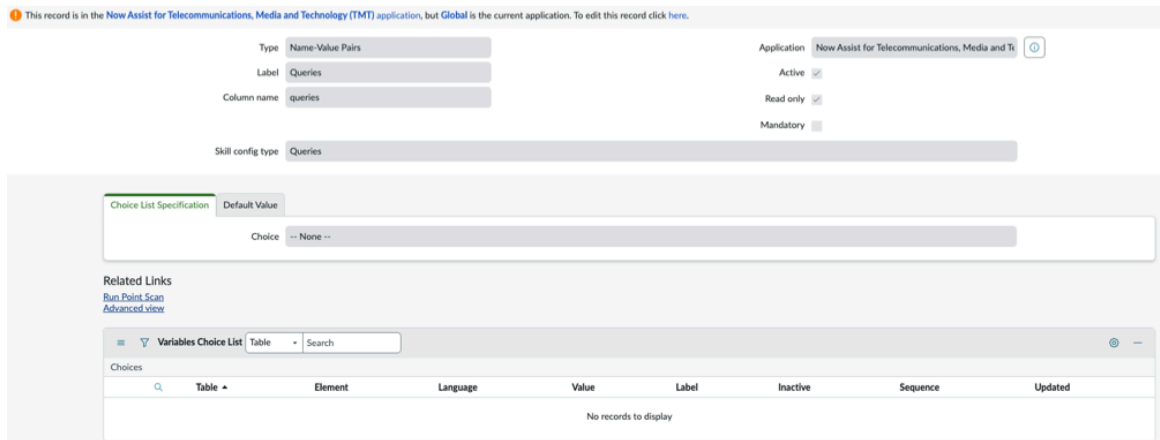 This record is in the Now Assist for Telecommunications, Media and Technology (TMT) application, but Global is the current application. To edit this record click here.
Type Name-Value Pairs
Application Now Assist for Telecommunications, Media and Te
Label Queries
Active
Column name queries
Read only
Mandatory
Skill config type Queries
Choice List Specification Default Value
Choice -- None --
Related Links
Run Point Scan
Advanced view
Variables Choice List Table Search
Choices
Table Element Language Value Label Inactive Sequence Updated
No records to display